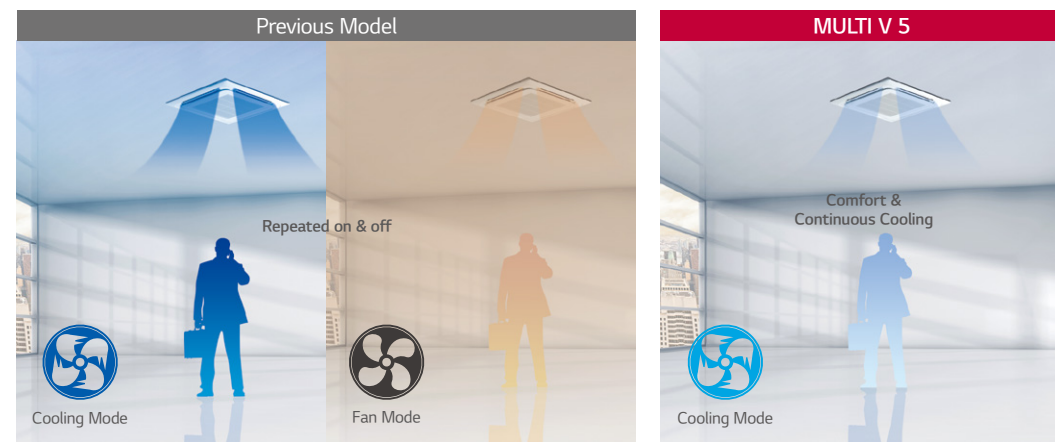 Previous Model
MULTI V 5
Repeated on & off
Comfort &
Continuous Cooling
Cooling Mode
Fan Mode
Cooling Mode